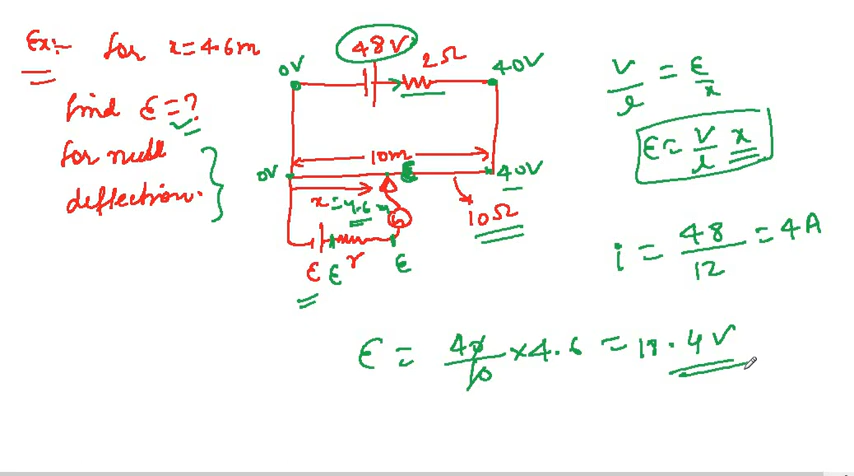 Ex:- for x = 4.6m
find ε = ?
for null
deflection.
48V
2Ω
0V
40V
10m
0V
ε
40V
x = 4.6m
G
10Ω
ε ε r ε
V/l = ε/x
ε = V/l x
i = 48/12 = 4A
ε = 40/10 × 4.6 = 18.4V